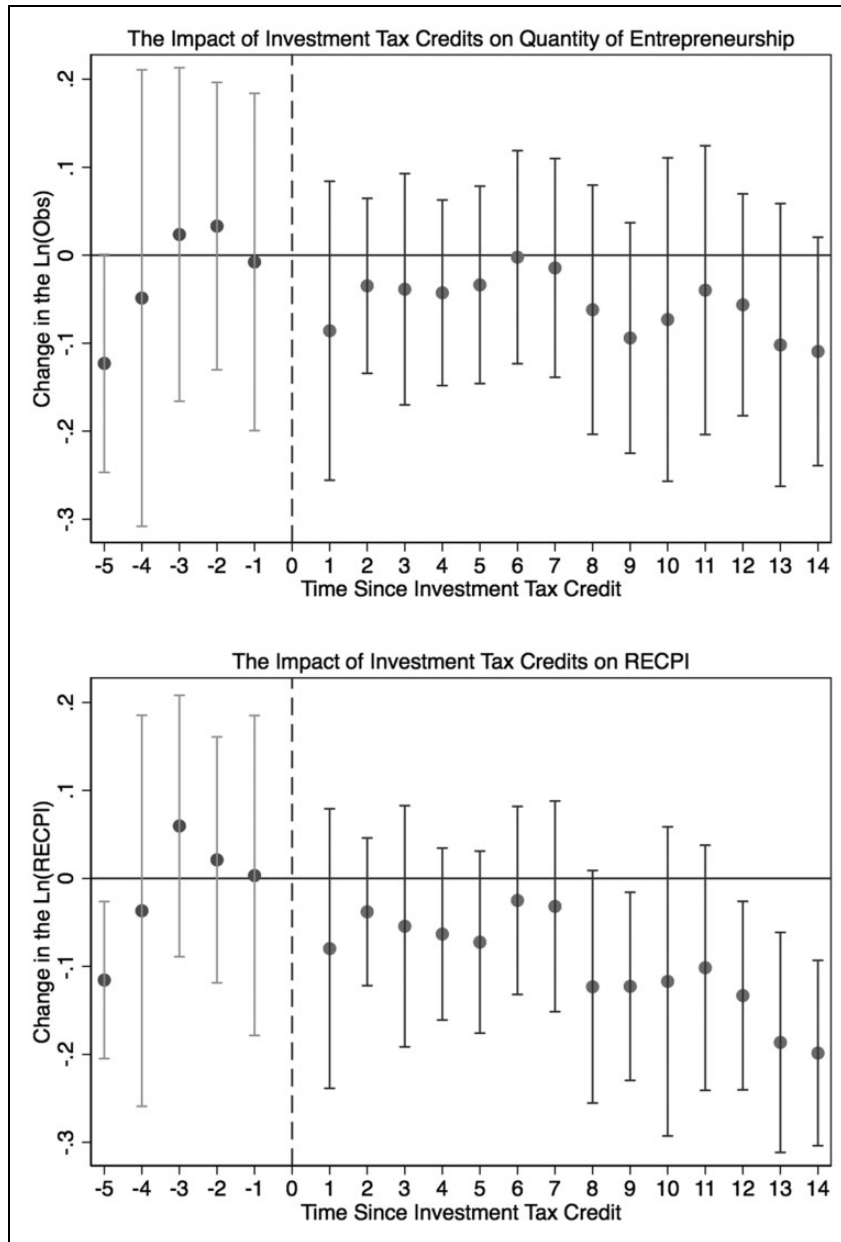 The Impact of Investment Tax Credits on Quantity of Entrepreneurship
Change in the Ln(Obs)
.2
.1
0
-.1
-.2
-.3
-5 -4 -3 -2 -1 0 1 2 3 4 5 6 7 8 9 10 11 12 13 14
Time Since Investment Tax Credit
The Impact of Investment Tax Credits on RECPI
Change in the Ln(RECPI)
.2
.1
0
-.1
-.2
-.3
-5 -4 -3 -2 -1 0 1 2 3 4 5 6 7 8 9 10 11 12 13 14
Time Since Investment Tax Credit